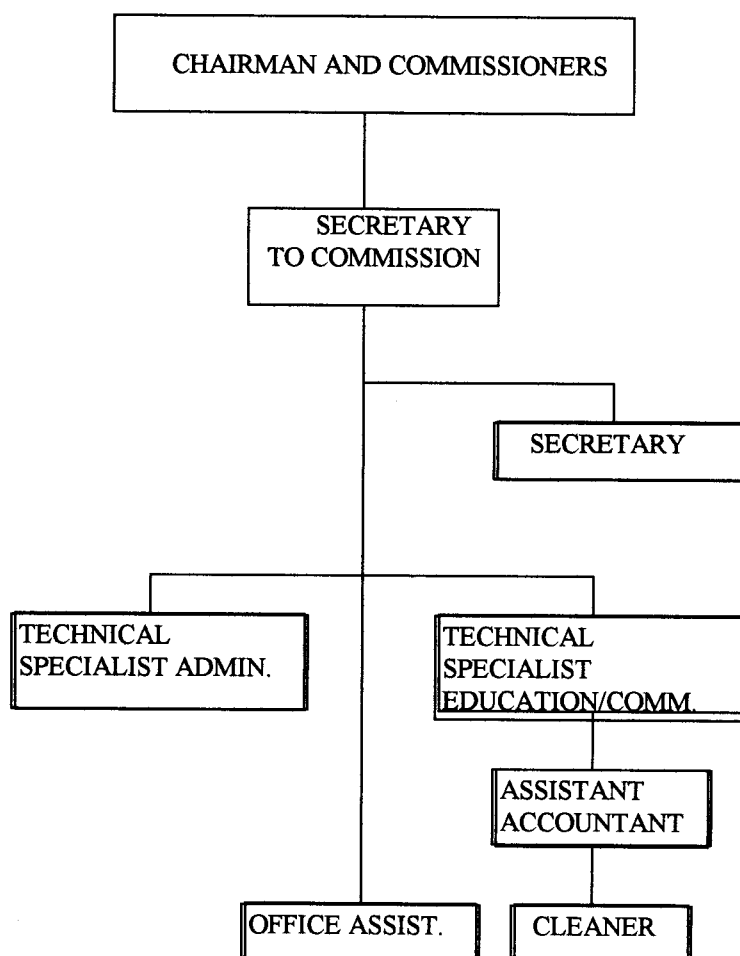 CHAIRMAN AND COMMISSIONERS
SECRETARY
TO COMMISSION
SECRETARY
TECHNICAL
SPECIALIST ADMIN.
TECHNICAL
SPECIALIST
EDUCATION/COMM.
ASSISTANT
ACCOUNTANT
OFFICE ASSIST.
CLEANER